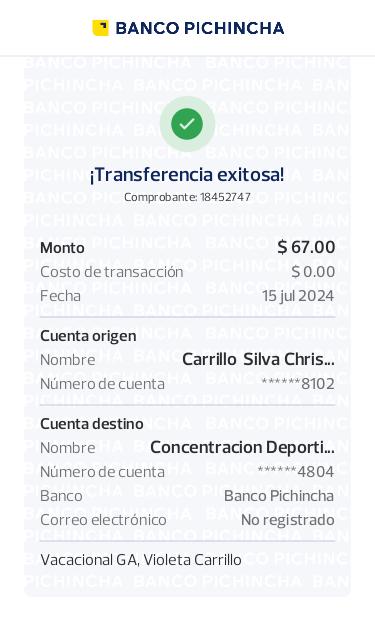 BANCO PICHINCHA
¡Transferencia exitosa!
Comprobante: 18452747
Monto $ 67.00
Costo de transacción $ 0.00
Fecha 15 jul 2024
Cuenta origen
Nombre Carrillo Silva Chris...
Número de cuenta ******8102
Cuenta destino
Nombre Concentracion Deporti...
Número de cuenta ******4804
Banco Banco Pichincha
Correo electrónico No registrado
Vacacional GA, Violeta Carrillo